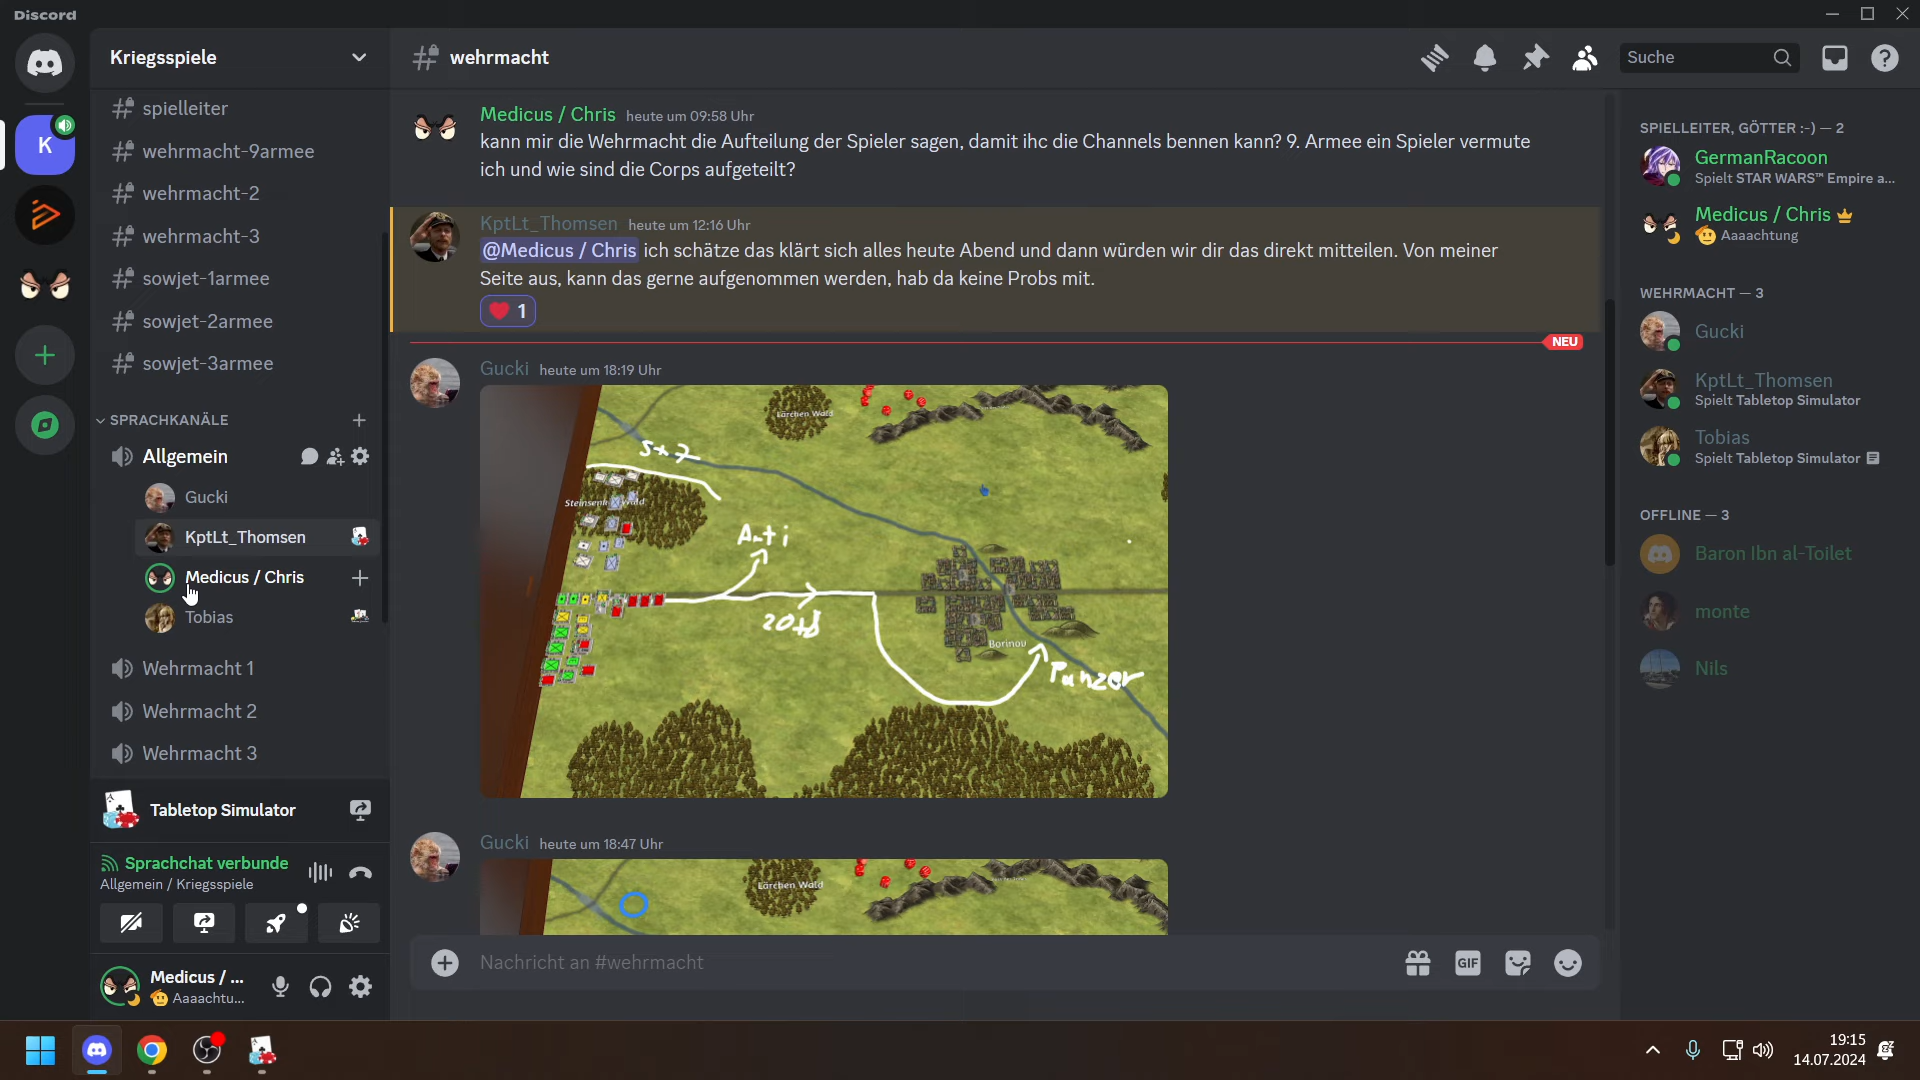 Discord
Kriegsspiele
spielleiter
wehrmacht-9armee
wehrmacht-2
wehrmacht-3
sowjet-1armee
sowjet-2armee
sowjet-3armee
SPRACHKANÄLE
Allgemein
Gucki
KptLt_Thomsen
Medicus / Chris
Tobias
Wehrmacht 1
Wehrmacht 2
Wehrmacht 3
Tabletop Simulator
Sprachchat verbunde
Allgemein / Kriegsspiele
Medicus / ...
Aaaachtu...
K
wehrmacht
Suche
Medicus / Chris heute um 09:58 Uhr
kann mir die Wehrmacht die Aufteilung der Spieler sagen, damit ihc die Channels bennen kann? 9. Armee ein Spieler vermute
ich und wie sind die Corps aufgeteilt?
KptLt_Thomsen heute um 12:16 Uhr
@Medicus / Chris ich schätze das klärt sich alles heute Abend und dann würden wir dir das direkt mitteilen. Von meiner
Seite aus, kann das gerne aufgenommen werden, hab da keine Probs mit.
1
NEU
Gucki heute um 18:19 Uhr
Lärchen Wald
Anti
Borinov
Panzer
Gucki heute um 18:47 Uhr
Lärchen Wald
Nachricht an #wehrmacht
GIF
SPIELLEITER, GÖTTER :-) — 2
GermanRacoon
Spielt STAR WARS™ Empire a...
Medicus / Chris
Aaaachtung
WEHRMACHT — 3
Gucki
KptLt_Thomsen
Spielt Tabletop Simulator
Tobias
Spielt Tabletop Simulator
OFFLINE — 3
Baron Ibn al-Toilet
monte
Nils
19:15
14.07.2024